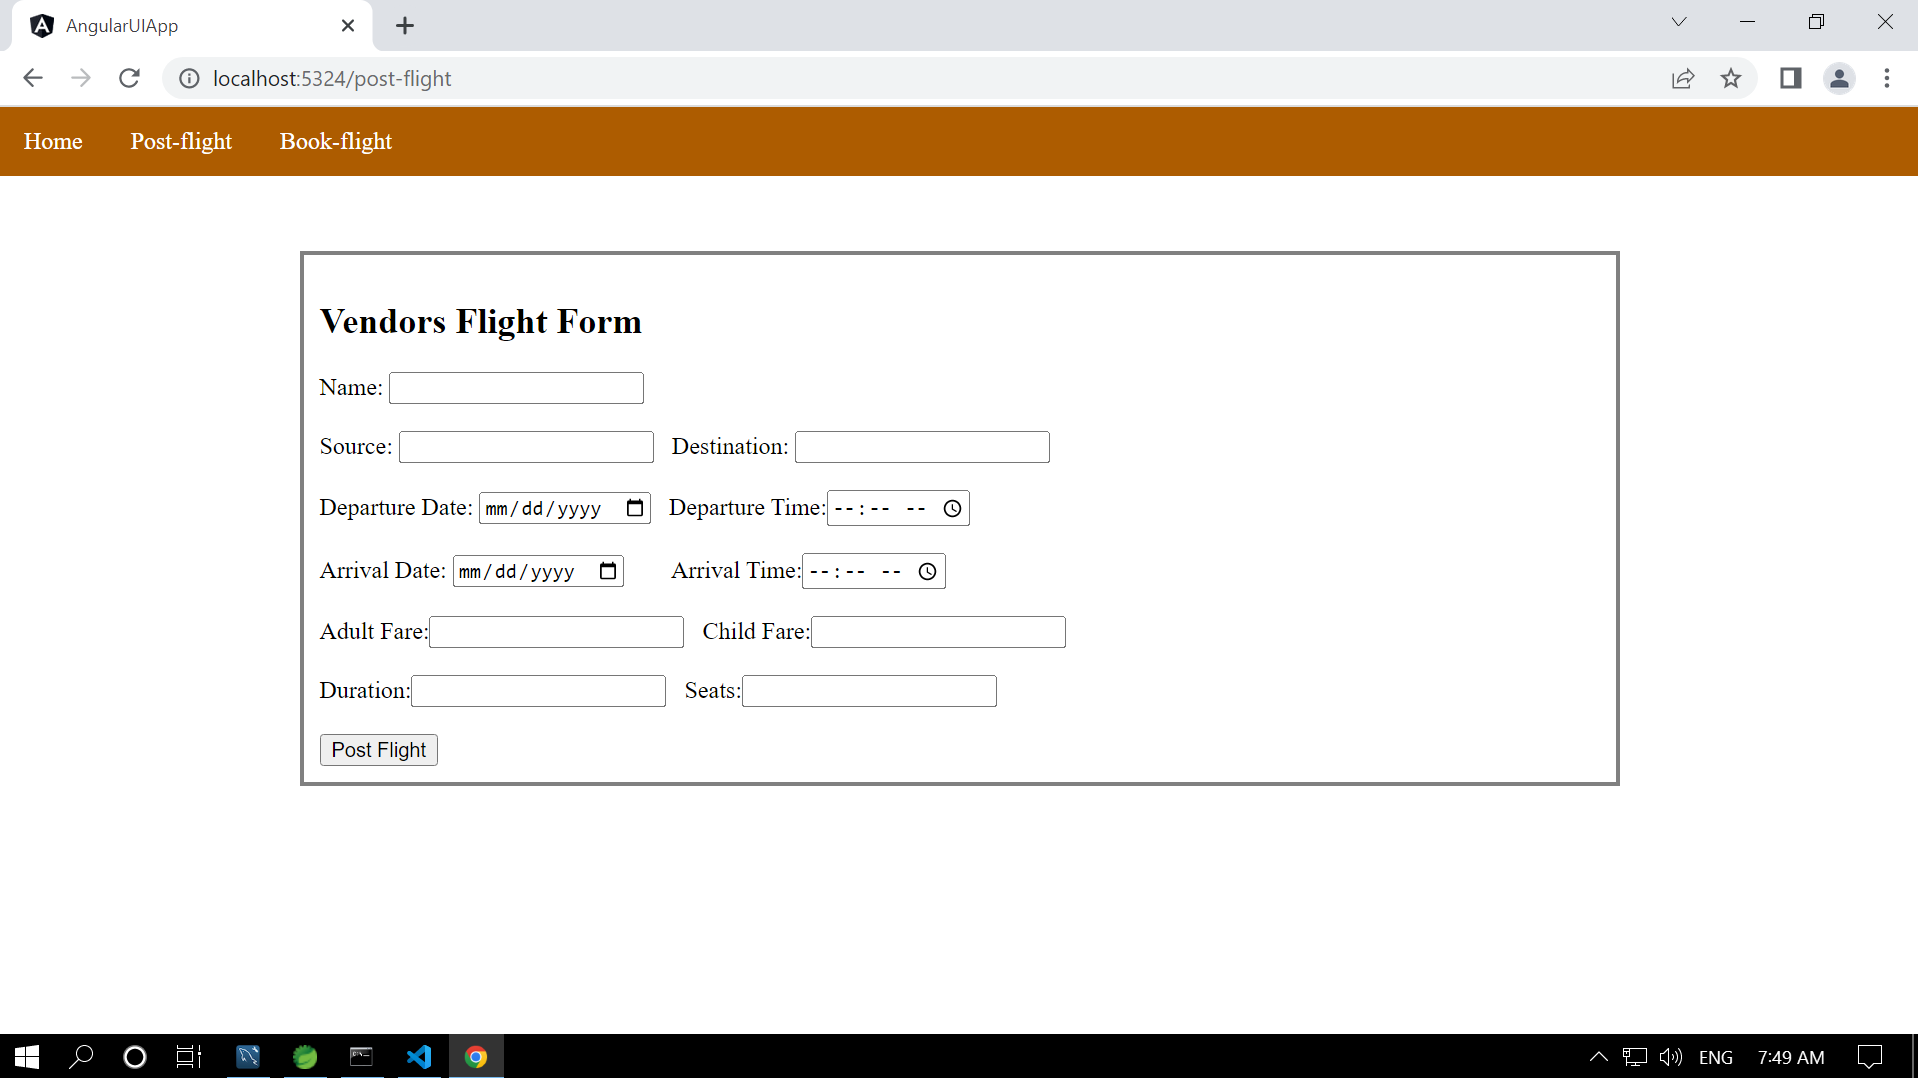 AngularUIApp
localhost:5324/post-flight
Home Post-flight Book-flight
Vendors Flight Form
Name:
Source: Destination:
Departure Date: mm/dd/yyyy Departure Time: --:-- --
Arrival Date: mm/dd/yyyy Arrival Time: --:-- --
Adult Fare: Child Fare:
Duration: Seats:
Post Flight
ENG 7:49 AM